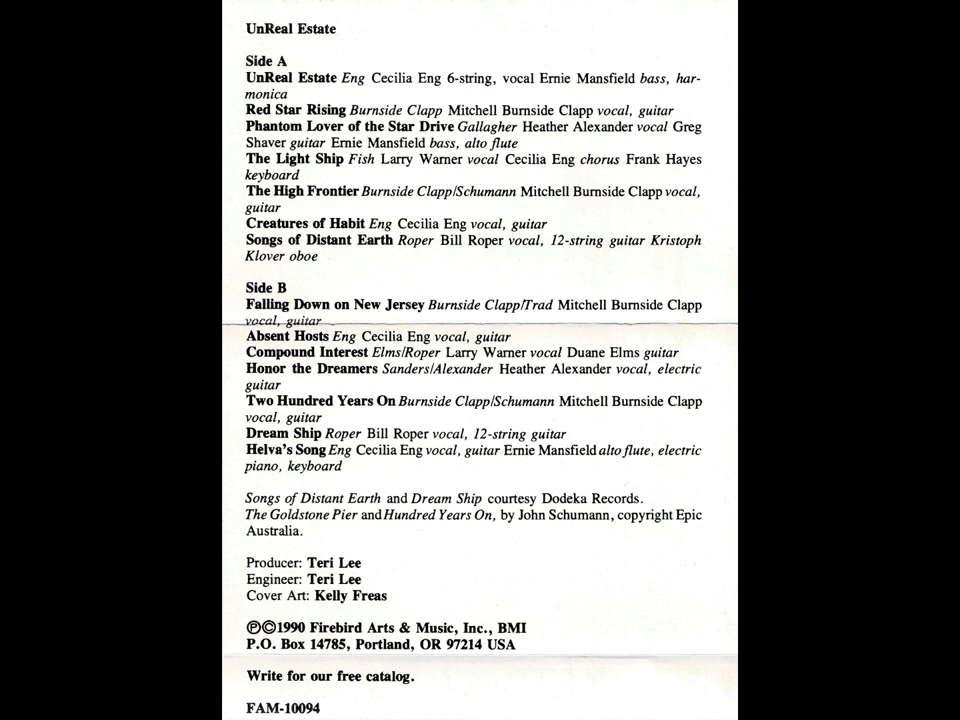 UnReal Estate
Side A
UnReal Estate Eng Cecilia Eng 6-string, vocal Ernie Mansfield bass, har-
monica
Red Star Rising Burnside Clapp Mitchell Burnside Clapp vocal, guitar
Phantom Lover of the Star Drive Gallagher Heather Alexander vocal Greg
Shaver guitar Ernie Mansfield bass, alto flute
The Light Ship Fish Larry Warner vocal Cecilia Eng chorus Frank Hayes
keyboard
The High Frontier Burnside Clapp/Schumann Mitchell Burnside Clapp vocal,
guitar
Creatures of Habit Eng Cecilia Eng vocal, guitar
Songs of Distant Earth Roper Bill Roper vocal, 12-string guitar Kristoph
Klover oboe
Side B
Falling Down on New Jersey Burnside Clapp/Trad Mitchell Burnside Clapp
vocal, guitar
Absent Hosts Eng Cecilia Eng vocal, guitar
Compound Interest Elms/Roper Larry Warner vocal Duane Elms guitar
Honor the Dreamers Sanders/Alexander Heather Alexander vocal, electric
guitar
Two Hundred Years On Burnside Clapp/Schumann Mitchell Burnside Clapp
vocal, guitar
Dream Ship Roper Bill Roper vocal, 12-string guitar
Helva's Song Eng Cecilia Eng vocal, guitar Ernie Mansfield alto flute, electric
piano, keyboard
Songs of Distant Earth and Dream Ship courtesy Dodeka Records.
The Goldstone Pier and Hundred Years On, by John Schumann, copyright Epic
Australia.
Producer: Teri Lee
Engineer: Teri Lee
Cover Art: Kelly Freas
℗©1990 Firebird Arts & Music, Inc., BMI
P.O. Box 14785, Portland, OR 97214 USA
Write for our free catalog.
FAM-10094